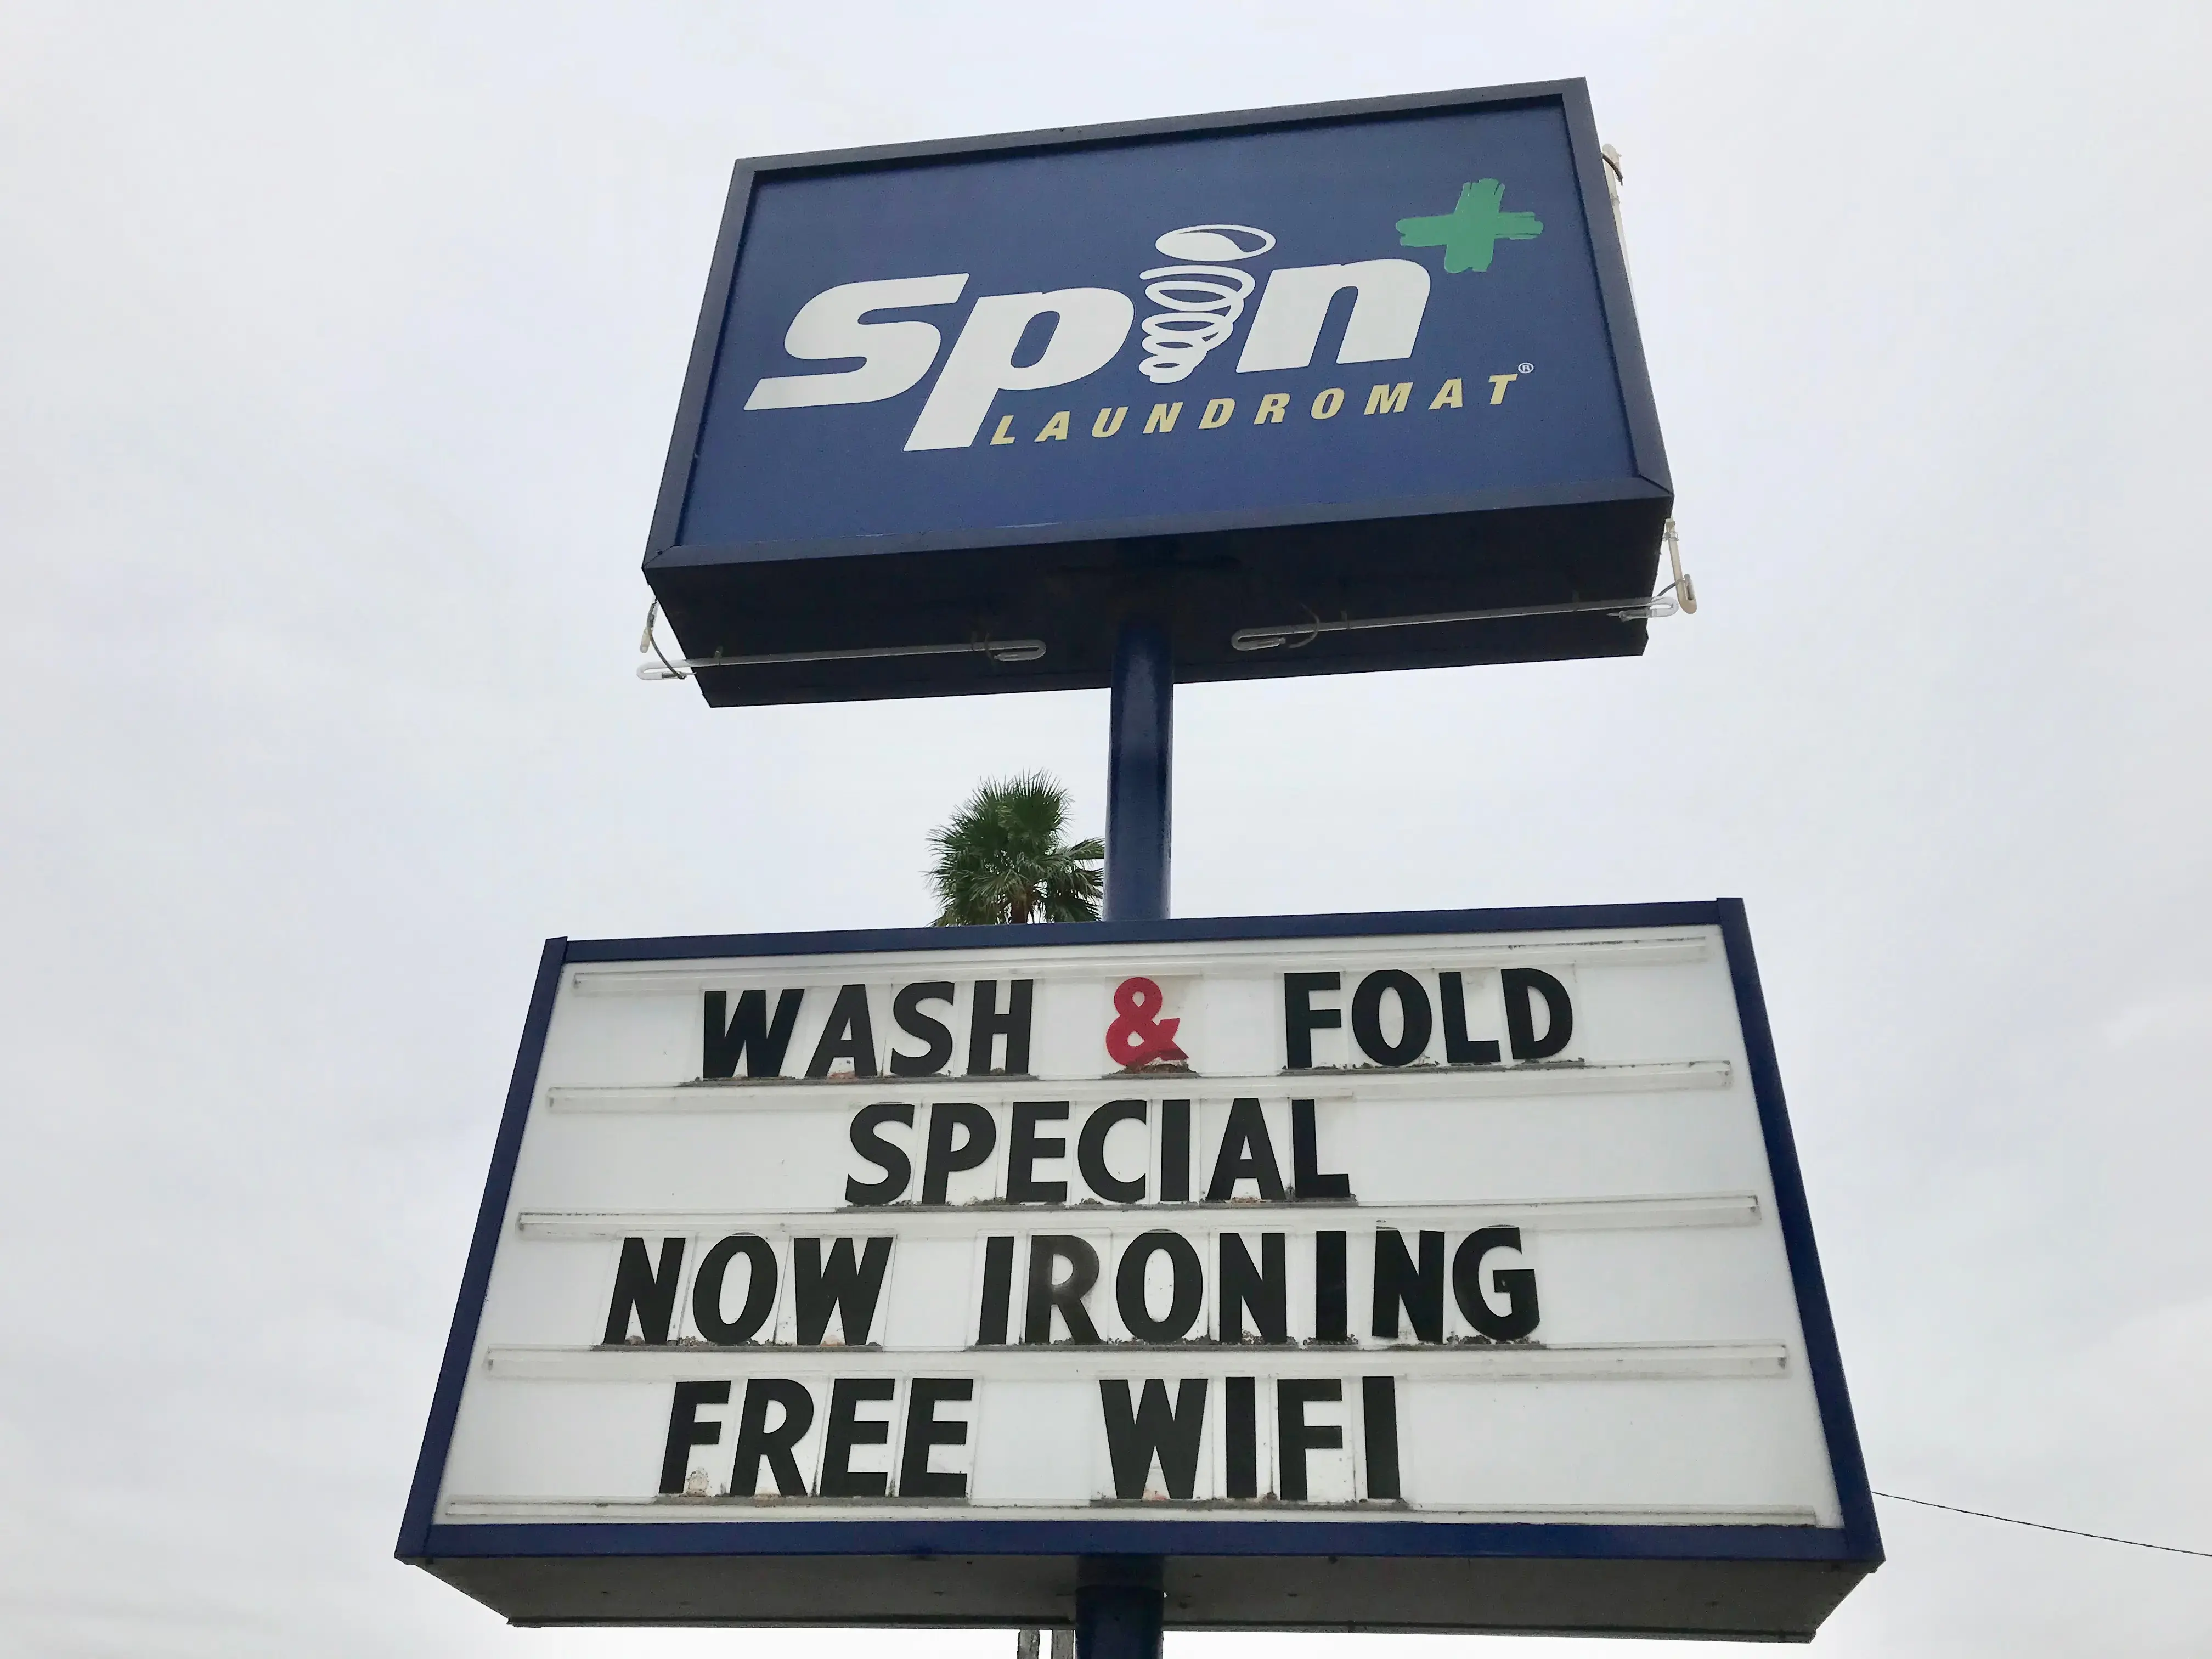 Spin+
LAUNDROMAT®
WASH & FOLD
SPECIAL
NOW IRONING
FREE WIFI